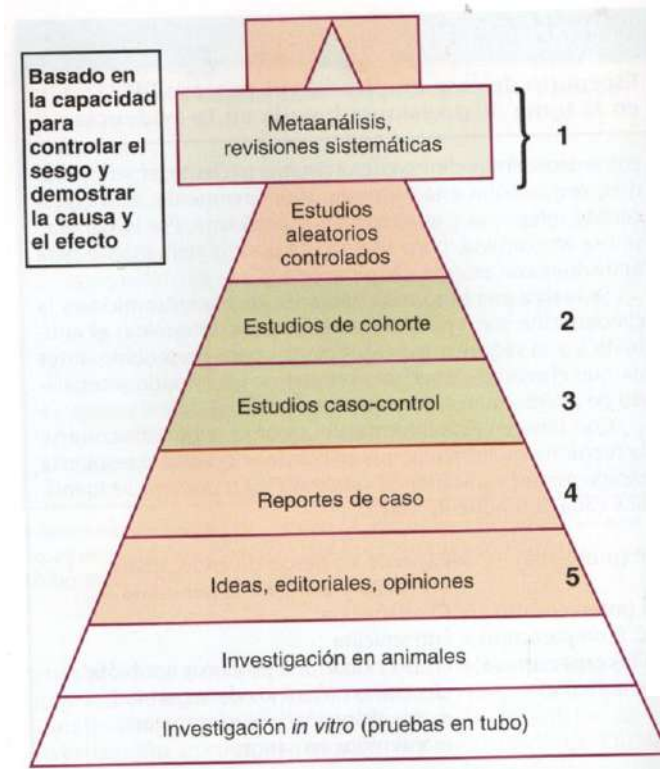 Basado en
la capacidad
para
controlar el
sesgo y
demostrar
la causa y
el efecto
Metaanálisis,
revisiones sistemáticas
1
Estudios
aleatorios
controlados
Estudios de cohorte
2
Estudios caso-control
3
Reportes de caso
4
Ideas, editoriales, opiniones
5
Investigación en animales
Investigación in vitro (pruebas en tubo)